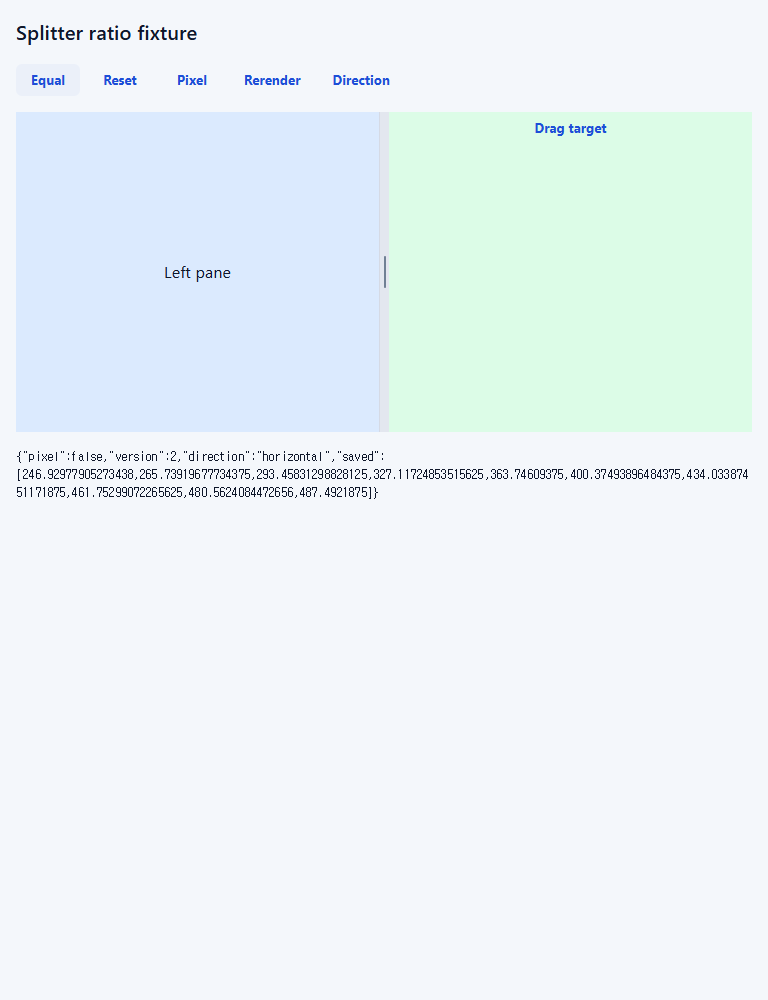 Splitter ratio fixture
Equal Reset Pixel Rerender Direction
Drag target
Left pane
{"pixel":false,"version":2,"direction":"horizontal","saved":
[246.92977905273438,265.73919677734375,293.45831298828125,327.11724853515625,363.74609375,400.37493896484375,434.033874
51171875,461.75299072265625,480.5624084472656,487.4921875]}